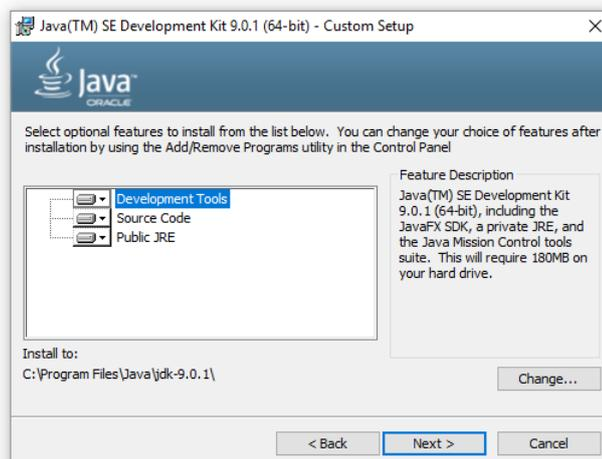 Java(TM) SE Development Kit 9.0.1 (64-bit) - Custom Setup
Java™
ORACLE
Select optional features to install from the list below.  You can change your choice of features after
installation by using the Add/Remove Programs utility in the Control Panel
Development Tools
Source Code
Public JRE
Feature Description
Java(TM) SE Development Kit
9.0.1 (64-bit), including the
JavaFX SDK, a private JRE, and
the Java Mission Control tools
suite.  This will require 180MB on
your hard drive.
Install to:
C:\Program Files\Java\jdk-9.0.1\
Change...
< Back
Next >
Cancel